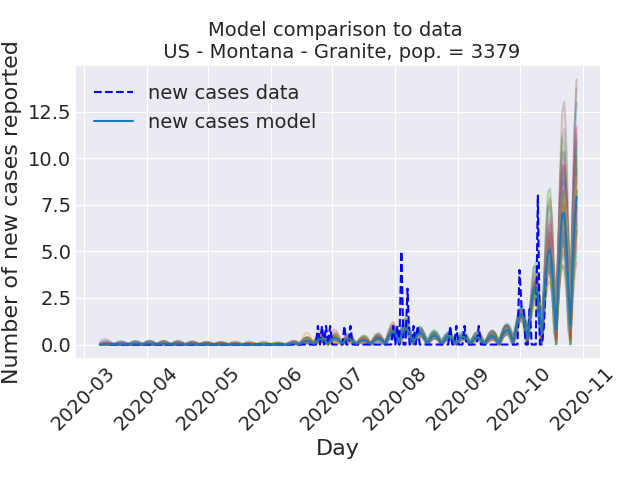 Model comparison to data
US - Montana - Granite, pop. = 3379
new cases data
new cases model
Number of new cases reported
12.5
10.0
7.5
5.0
2.5
0.0
2020-03
2020-04
2020-05
2020-06
2020-07
2020-08
2020-09
2020-10
2020-11
Day